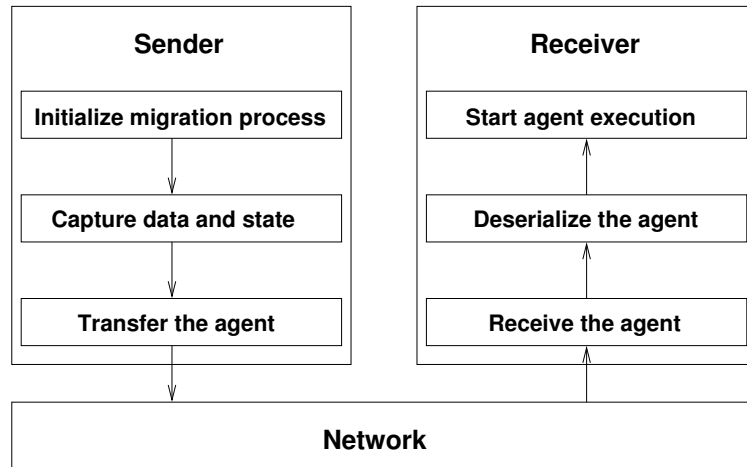 Sender
Initialize migration process
Capture data and state
Transfer the agent
Receiver
Start agent execution
Deserialize the agent
Receive the agent
Network